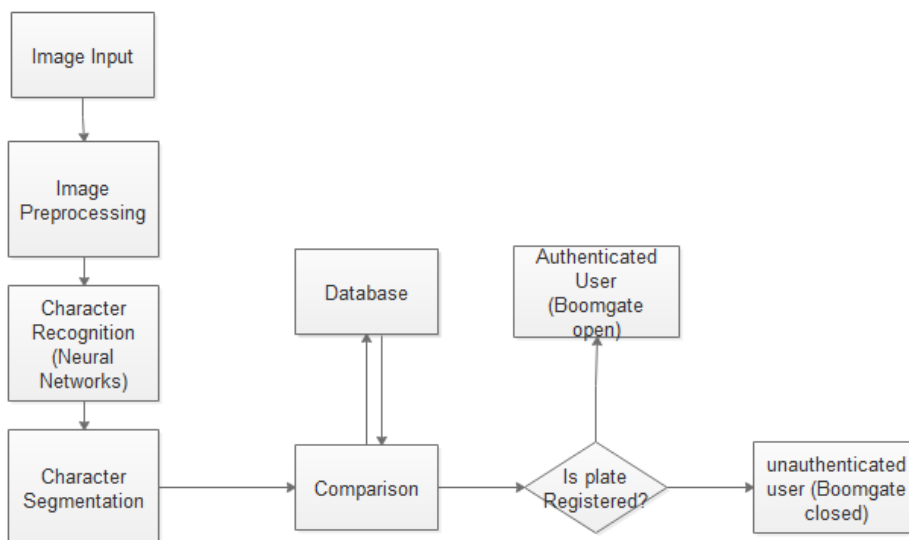 Image Input
Image
Preprocessing
Character
Recognition
(Neural
Networks)
Character
Segmentation
Database
Comparison
Authenticated
User
(Boomgate
open)
Is plate
Registered?
unauthenticated
user (Boomgate
closed)